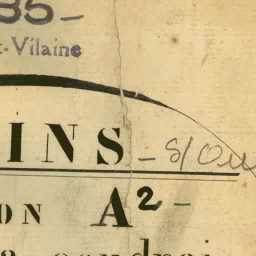 35-
t-Vilaine
INS - s/Ou
ON A2 -